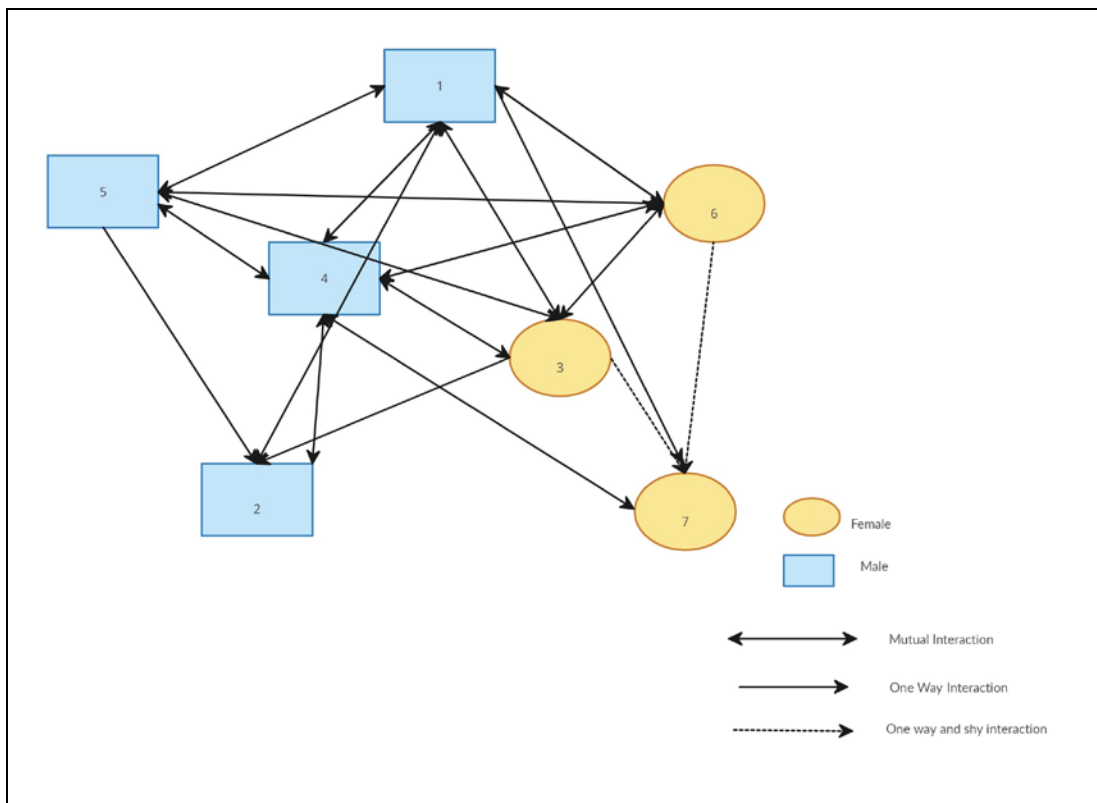 1
5
6
4
3
2
7
Female
Male
Mutual Interaction
One Way Interaction
One way and shy interaction